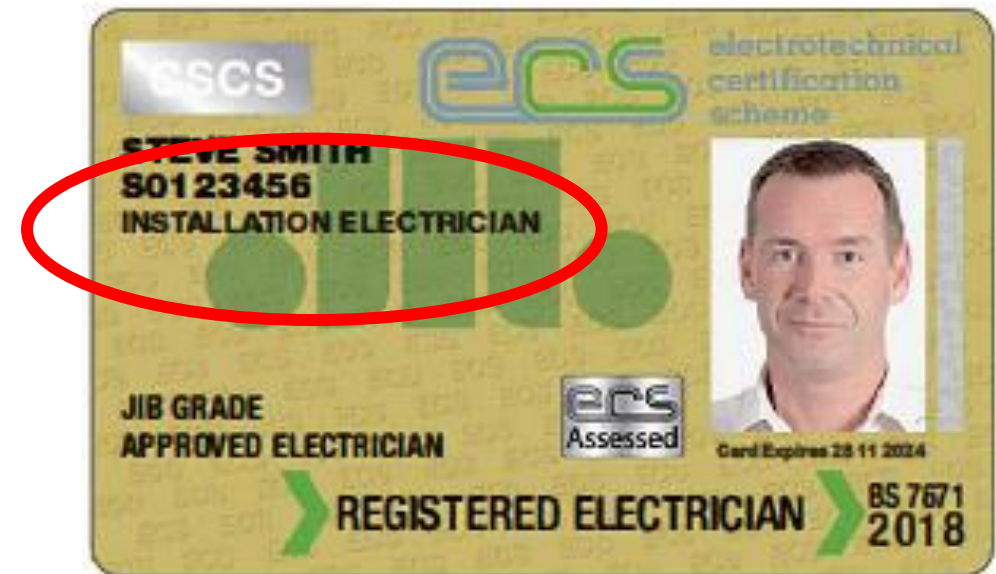 CSCS
ecs
electrotechnical
certification
scheme
STEVE SMITH
S0123456
INSTALLATION ELECTRICIAN
JIB GRADE
APPROVED ELECTRICIAN
ecs
Assessed
Card Expires 28 11 2024
REGISTERED ELECTRICIAN
BS 7671
2018